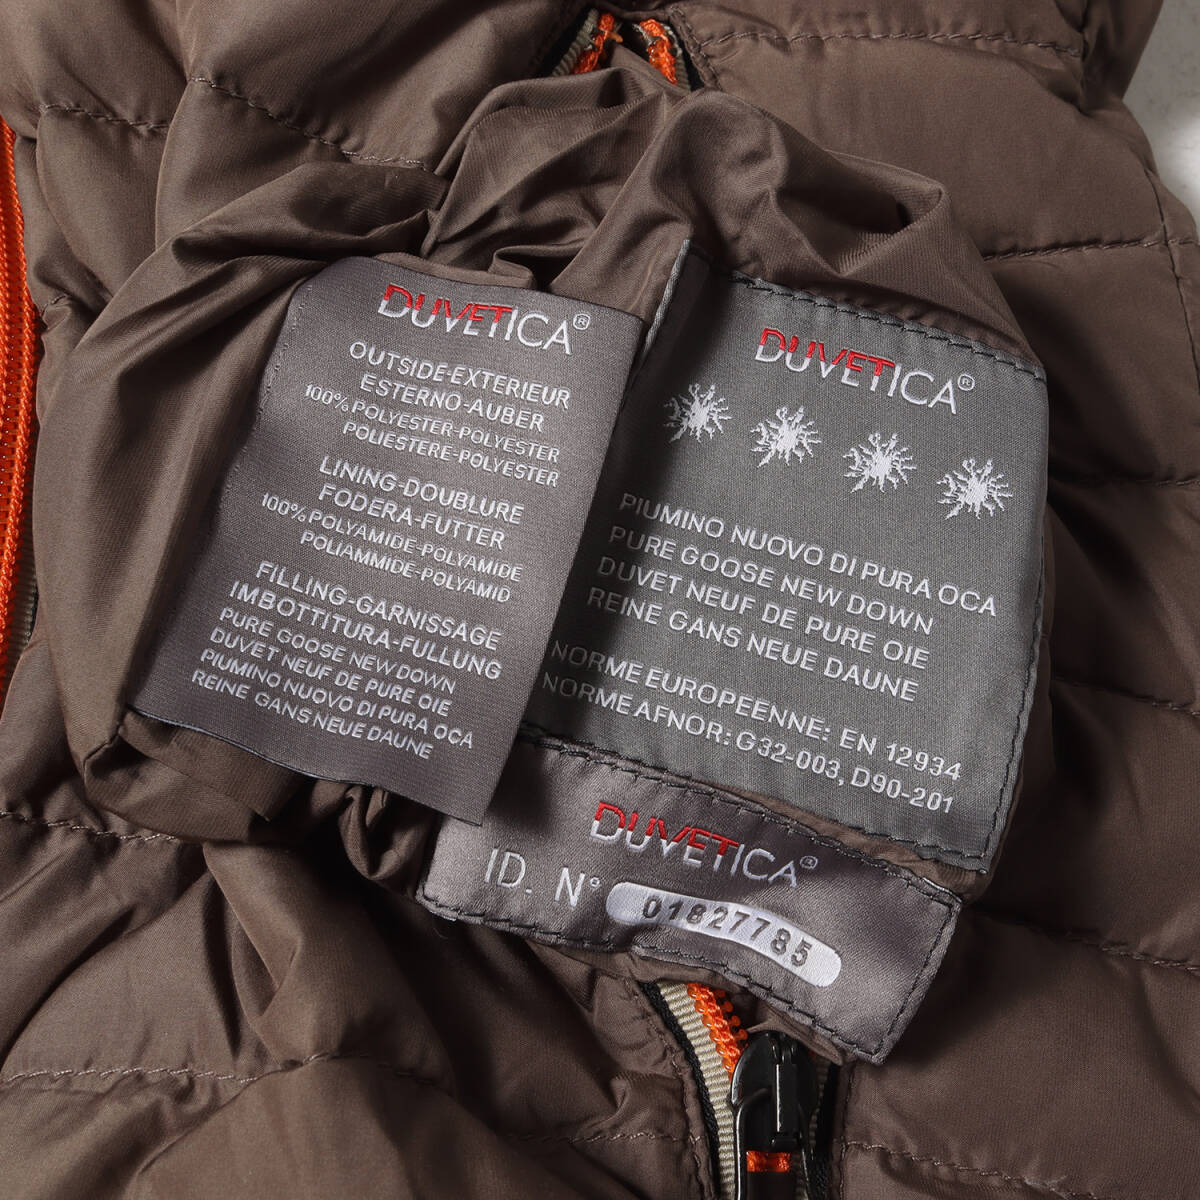 DUVETICA®
OUTSIDE-EXTERIEUR
ESTERNO-AUBER
100% POLYESTER-POLYESTER
POLIESTERE-POLYESTER
LINING-DOUBLURE
FODERA-FUTTER
100% POLYAMIDE-POLYAMIDE
POLIAMMIDE-POLYAMID
FILLING-GARNISSAGE
IMBOTTITURA-FULLUNG
PURE GOOSE NEW DOWN
DUVET NEUF DE PURE OIE
PIUMINO NUOVO DI PURA OCA
REINE GANS NEUE DAUNE
DUVETICA®
PIUMINO NUOVO DI PURA OCA
PURE GOOSE NEW DOWN
DUVET NEUF DE PURE OIE
REINE GANS NEUE DAUNE
NORME EUROPEENNE: EN 12934
NORME AFNOR: G32-003, D90-201
DUVETICA®
ID. N° 01827785